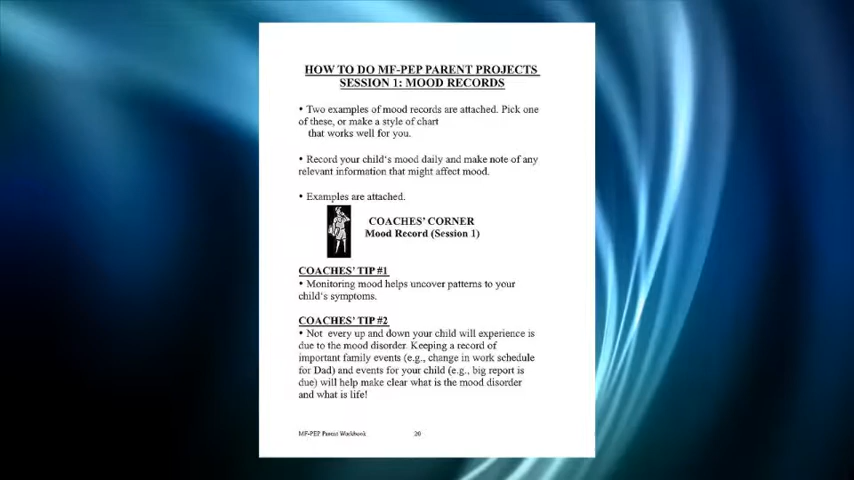 HOW TO DO MF-PEP PARENT PROJECTS
SESSION 1: MOOD RECORDS
• Two examples of mood records are attached. Pick one
of these, or make a style of chart
that works well for you.
• Record your child's mood daily and make note of any
relevant information that might affect mood.
• Examples are attached.
COACHES' CORNER
Mood Record (Session 1)
COACHES' TIP #1
• Monitoring mood helps uncover patterns to your
child's symptoms.
COACHES' TIP #2
• Not every up and down your child will experience is
due to the mood disorder. Keeping a record of
important family events (e.g., change in work schedule
for Dad) and events for your child (e.g., big report is
due) will help make clear what is the mood disorder
and what is life!
MF-PEP Parent Workbook 20